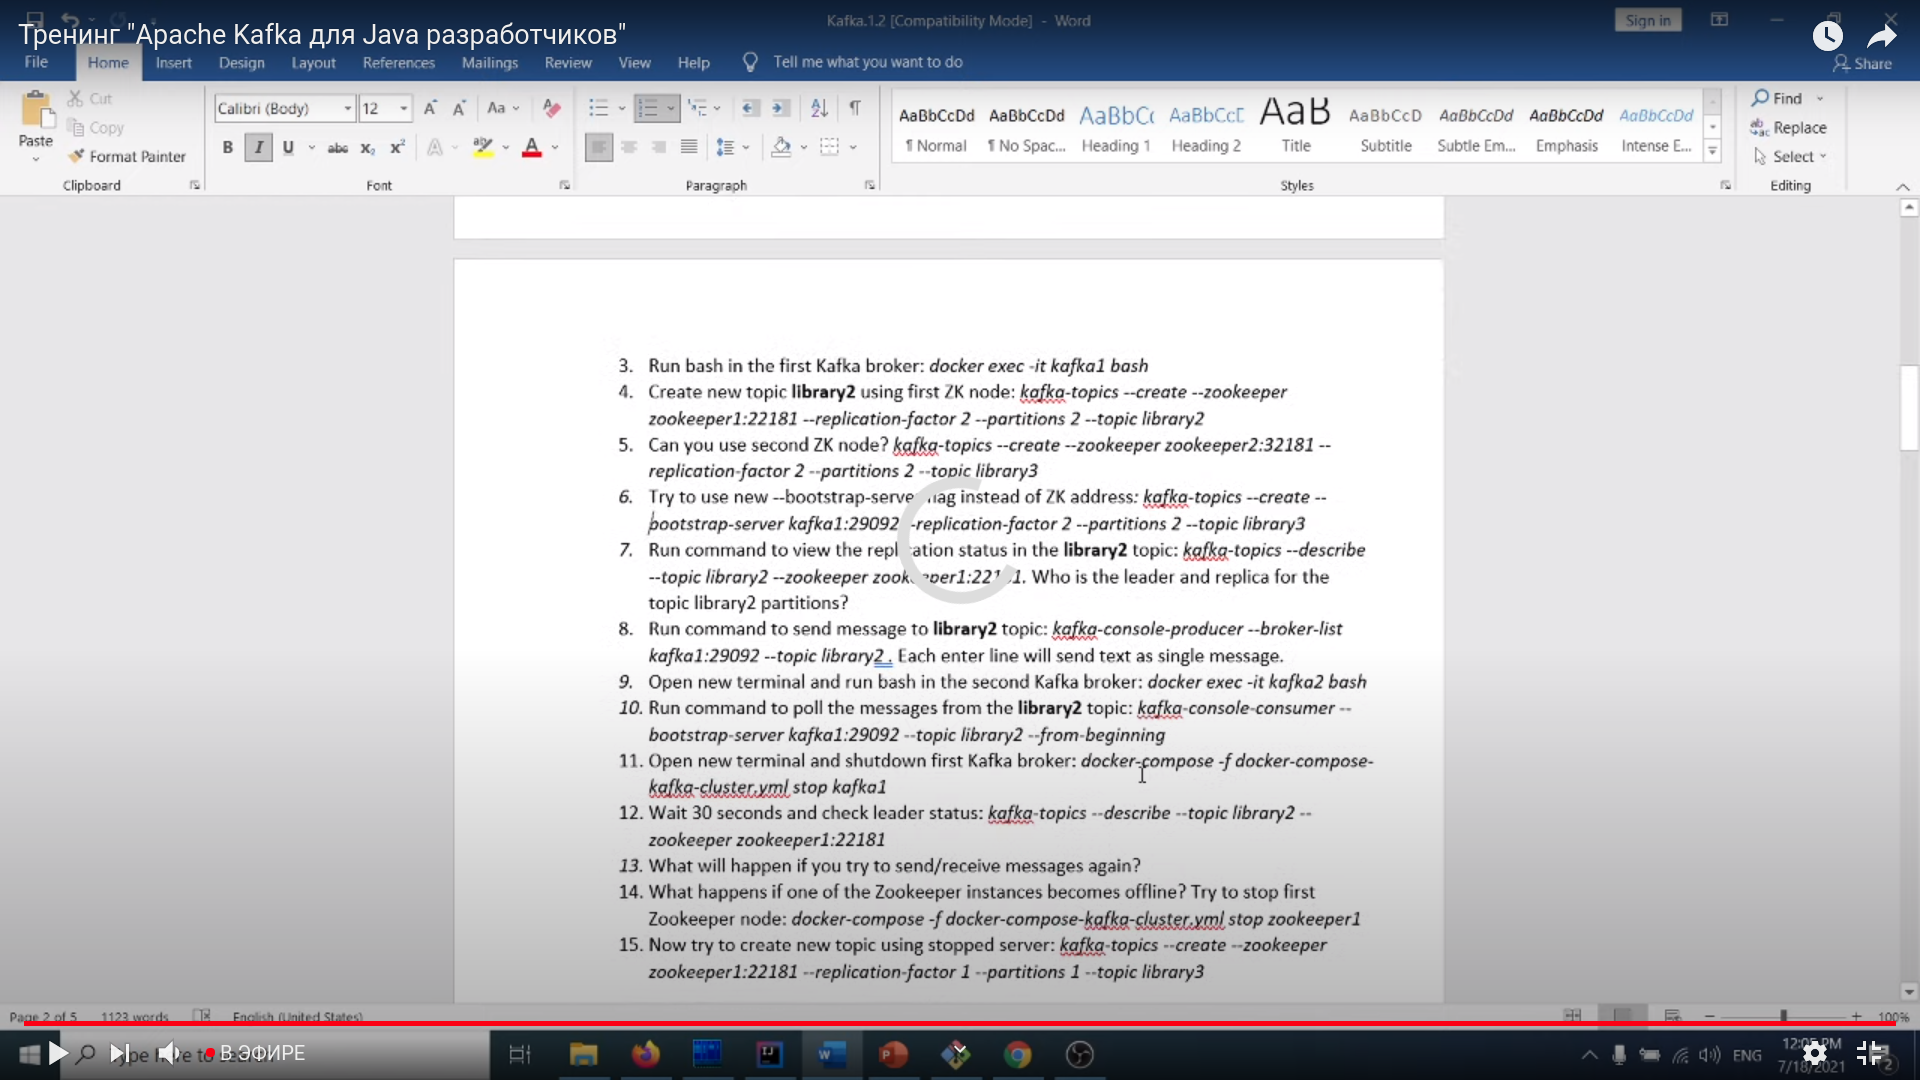 Kafka.1.2 [Compatibility Mode] - Word
Sign in
Тренинг "Apache Kafka для Java разработчиков"
File Home Insert Design Layout References Mailings Review View Help Tell me what you want to do Share
Cut
Copy
Paste
Format Painter
Clipboard
Calibri (Body) 12
Font
Paragraph
AaBbCcDd AaBbCcDd AaBbCc AaBbCcD AaB AaBbCcD AaBbCcDd AaBbCcDd AaBbCcDd
¶ Normal ¶ No Spac... Heading 1 Heading 2 Title Subtitle Subtle Em... Emphasis Intense E...
Styles
Find
Replace
Select
Editing
3. Run bash in the first Kafka broker: docker exec -it kafka1 bash
4. Create new topic library2 using first ZK node: kafka-topics --create --zookeeper
zookeeper1:22181 --replication-factor 2 --partitions 2 --topic library2
5. Can you use second ZK node? kafka-topics --create --zookeeper zookeeper2:32181 --
replication-factor 2 --partitions 2 --topic library3
6. Try to use new --bootstrap-server flag instead of ZK address: kafka-topics --create --
bootstrap-server kafka1:29092 --replication-factor 2 --partitions 2 --topic library3
7. Run command to view the replication status in the library2 topic: kafka-topics --describe
--topic library2 --zookeeper zookeeper1:22181. Who is the leader and replica for the
topic library2 partitions?
8. Run command to send message to library2 topic: kafka-console-producer --broker-list
kafka1:29092 --topic library2 . Each enter line will send text as single message.
9. Open new terminal and run bash in the second Kafka broker: docker exec -it kafka2 bash
10. Run command to poll the messages from the library2 topic: kafka-console-consumer --
bootstrap-server kafka1:29092 --topic library2 --from-beginning
11. Open new terminal and shutdown first Kafka broker: docker-compose -f docker-compose-
kafka-cluster.yml stop kafka1
12. Wait 30 seconds and check leader status: kafka-topics --describe --topic library2 --
zookeeper zookeeper1:22181
13. What will happen if you try to send/receive messages again?
14. What happens if one of the Zookeeper instances becomes offline? Try to stop first
Zookeeper node: docker-compose -f docker-compose-kafka-cluster.yml stop zookeeper1
15. Now try to create new topic using stopped server: kafka-topics --create --zookeeper
zookeeper1:22181 --replication-factor 1 --partitions 1 --topic library3
Page 2 of 5 1123 words English (United States) 100%
В ЭФИРЕ
ENG
7/18/2021